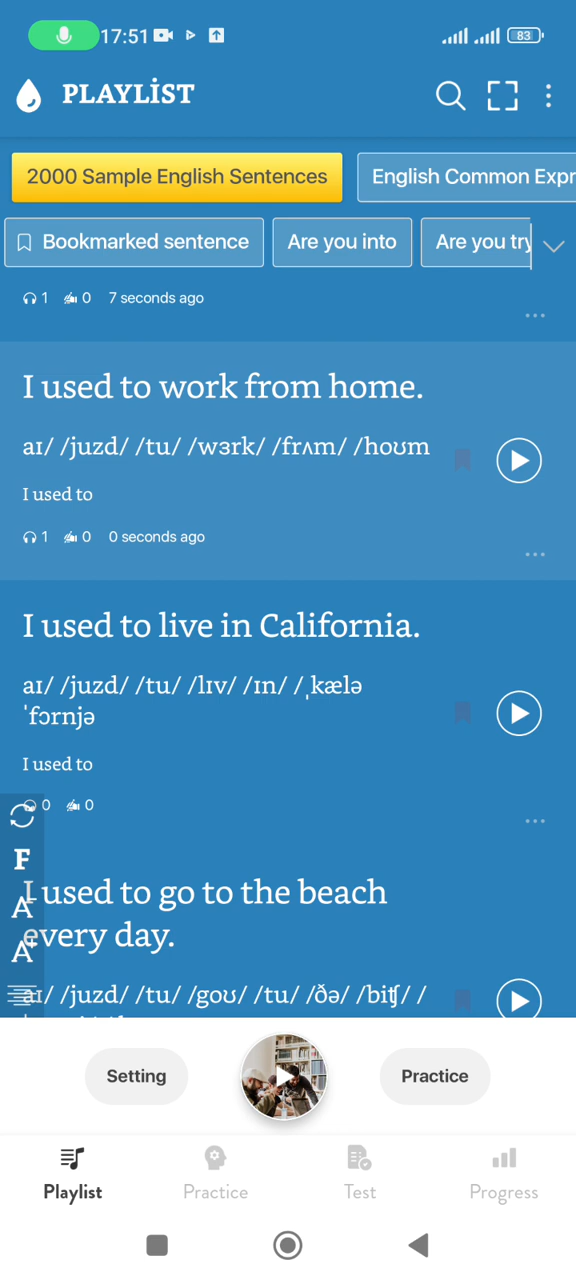 17:51
83
PLAYLİST
2000 Sample English Sentences
English Common Expr
Bookmarked sentence
Are you into
Are you try
1 0 7 seconds ago
I used to work from home.
aɪ/ /juzd/ /tu/ /wɜrk/ /frʌm/ /hoʊm
I used to
1 0 0 seconds ago
I used to live in California.
aɪ/ /juzd/ /tu/ /lɪv/ /ɪn/ /ˌkælə
ˈfɔrnjə
I used to
0 0
F
A
A
I used to go to the beach
every day.
aɪ/ /juzd/ /tu/ /goʊ/ /tu/ /ðə/ /biʧ/ /
Setting
Practice
Playlist
Practice
Test
Progress